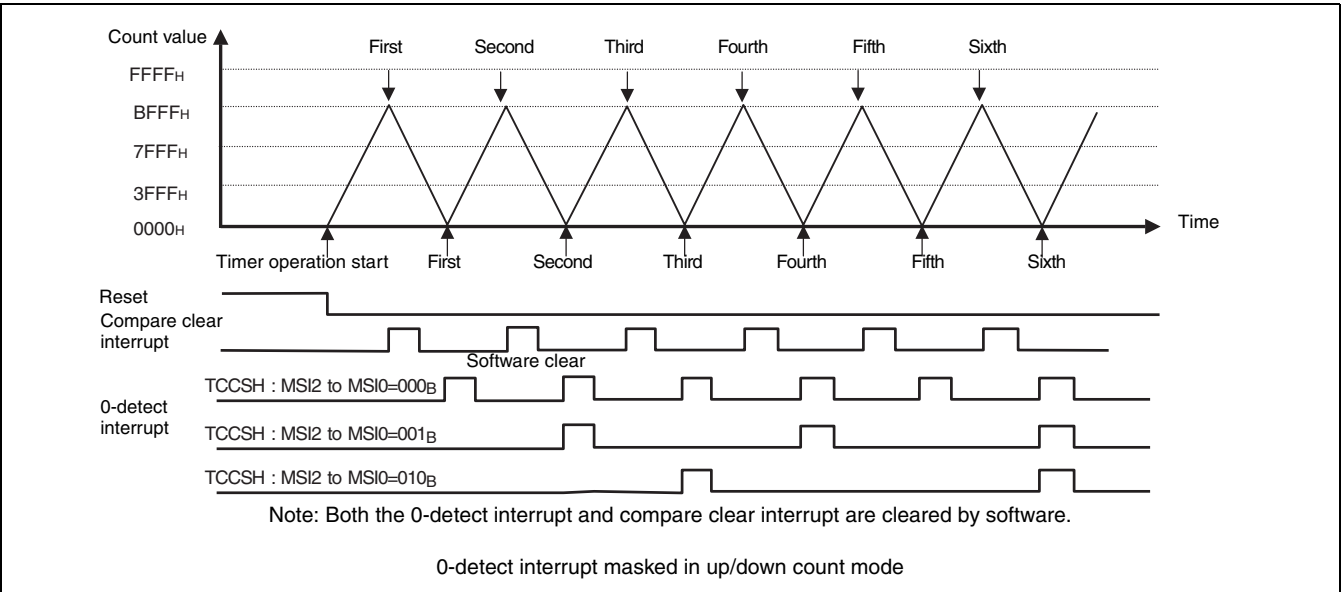 Count value
First Second Third Fourth Fifth Sixth
FFFFH
BFFFH
7FFFH
3FFFH
0000H
Time
Timer operation start First Second Third Fourth Fifth Sixth
Reset
Compare clear
interrupt
Software clear
TCCSH : MSI2 to MSI0=000B
0-detect
interrupt
TCCSH : MSI2 to MSI0=001B
TCCSH : MSI2 to MSI0=010B
Note: Both the 0-detect interrupt and compare clear interrupt are cleared by software.
0-detect interrupt masked in up/down count mode